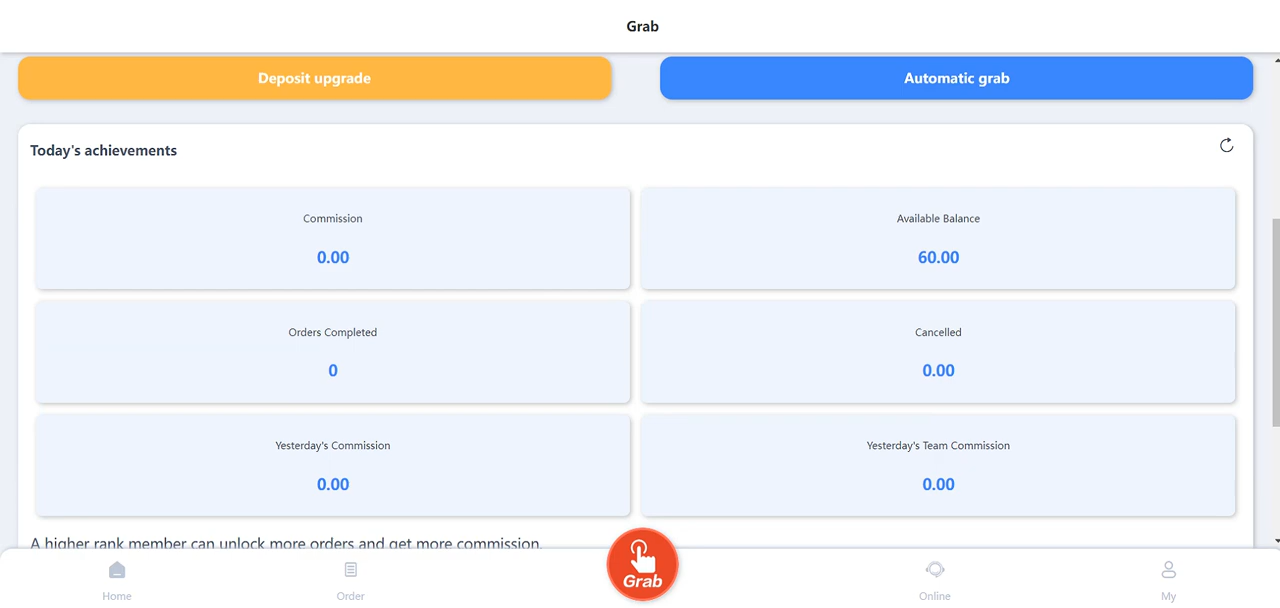 Grab
Deposit upgrade
Automatic grab
Today's achievements
Commission
Available Balance
0.00
60.00
Orders Completed
Cancelled
0
0.00
Yesterday's Commission
Yesterday's Team Commission
0.00
0.00
A higher rank member can unlock more orders and get more commission.
Grab
Home
Order
Online
My